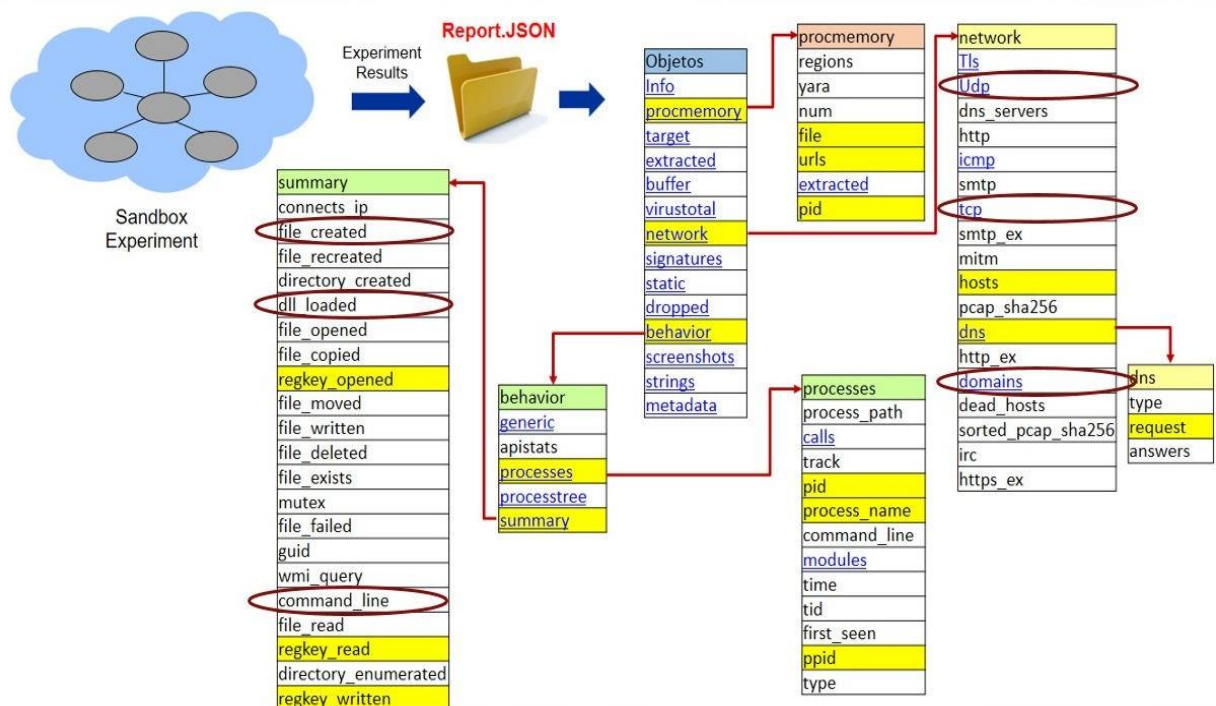 Sandbox
Experiment
Experiment
Results
Report.JSON
Objetos
Info
procmemory
target
extracted
buffer
virustotal
network
signatures
static
dropped
behavior
screenshots
strings
metadata
procmemory
regions
yara
num
file
urls
extracted
pid
network
Tls
Udp
dns_servers
http
icmp
smtp
tcp
smtp_ex
mitm
hosts
pcap_sha256
dns
http_ex
domains
dead_hosts
sorted_pcap_sha256
irc
https_ex
dns
type
request
answers
summary
connects_ip
file_created
file_recreated
directory_created
dll_loaded
file_opened
file_copied
regkey_opened
file_moved
file_written
file_deleted
file_exists
mutex
file_failed
guid
wmi_query
command_line
file_read
regkey_read
directory_enumerated
regkey_written
behavior
generic
apistats
processes
processtree
summary
processes
process_path
calls
track
pid
process_name
command_line
modules
time
tid
first_seen
ppid
type